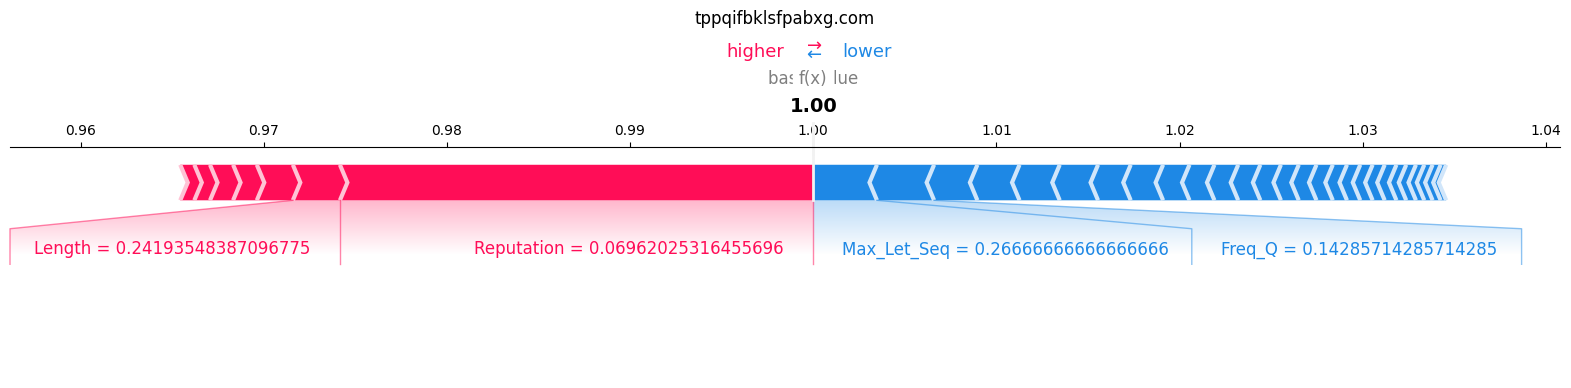 tppqifbklsfpabxg.com
higher ⇄ lower
f(x) lue
1.00
0.96 0.97 0.98 0.99 1.00 1.01 1.02 1.03 1.04
Length = 0.24193548387096775 Reputation = 0.06962025316455696 Max_Let_Seq = 0.26666666666666666 Freq_Q = 0.14285714285714285